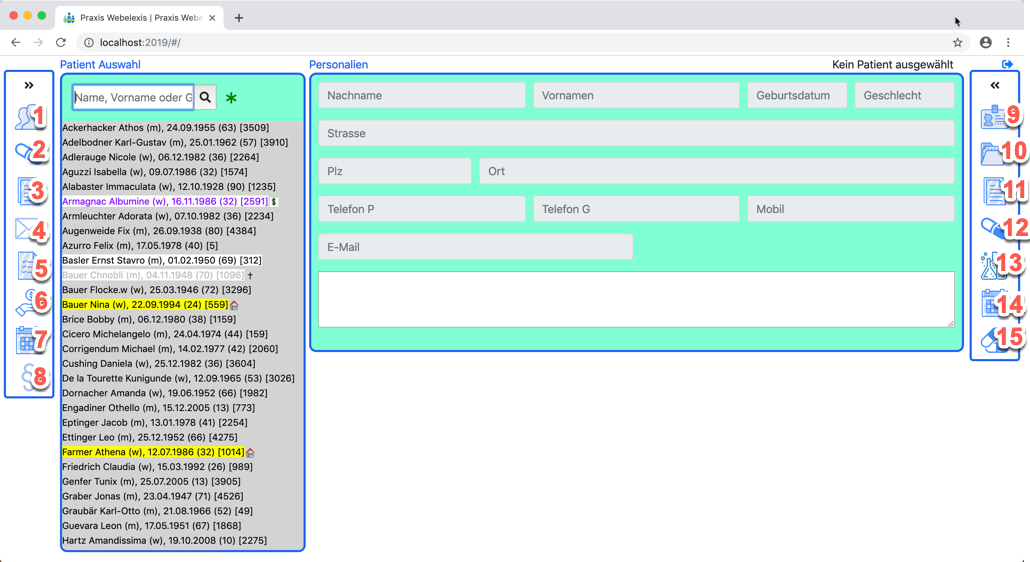 Praxis Webelexis | Praxis Webe
localhost:2019/#/
Patient Auswahl
Personalien
Kein Patient ausgewählt
»
«
Name, Vorname oder G
Ackerhacker Athos (m), 24.09.1955 (63) [3509]
Adelbodner Karl-Gustav (m), 25.01.1962 (57) [3910]
Adlerauge Nicole (w), 06.12.1982 (36) [2264]
Aguzzi Isabella (w), 09.07.1986 (32) [1574]
Alabaster Immaculata (w), 12.10.1928 (90) [1235]
Armagnac Albumine (w), 16.11.1986 (32) [2591] $
Armleuchter Adorata (w), 07.10.1982 (36) [2234]
Augenweide Fix (m), 26.09.1938 (80) [4384]
Azurro Felix (m), 17.05.1978 (40) [5]
Basler Ernst Stavro (m), 01.02.1950 (69) [312]
Bauer Chnobli (m), 04.11.1948 (70) [1096] †
Bauer Flocke.w (m), 25.03.1946 (72) [3296]
Bauer Nina (w), 22.09.1994 (24) [559]
Brice Bobby (m), 06.12.1980 (38) [1159]
Cicero Michelangelo (m), 24.04.1974 (44) [159]
Corrigendum Michael (m), 14.02.1977 (42) [2060]
Cushing Daniela (w), 25.12.1982 (36) [3604]
De la Tourette Kunigunde (w), 12.09.1965 (53) [3026]
Dornacher Amanda (w), 19.06.1952 (66) [1982]
Engadiner Othello (m), 15.12.2005 (13) [773]
Eptinger Jacob (m), 13.01.1978 (41) [2254]
Ettinger Leo (m), 25.12.1952 (66) [4275]
Farmer Athena (w), 12.07.1986 (32) [1014]
Friedrich Claudia (w), 15.03.1992 (26) [989]
Genfer Tunix (m), 25.07.2005 (13) [3905]
Graber Jonas (m), 23.04.1947 (71) [4526]
Graubär Karl-Otto (m), 21.08.1966 (52) [49]
Guevara Leon (m), 17.05.1951 (67) [1868]
Hartz Amandissima (w), 19.10.2008 (10) [2275]
Nachname
Vornamen
Geburtsdatum
Geschlecht
Strasse
Plz
Ort
Telefon P
Telefon G
Mobil
E-Mail
1
2
3
4
5
6
7
8
§
9
10
11
12
13
14
15